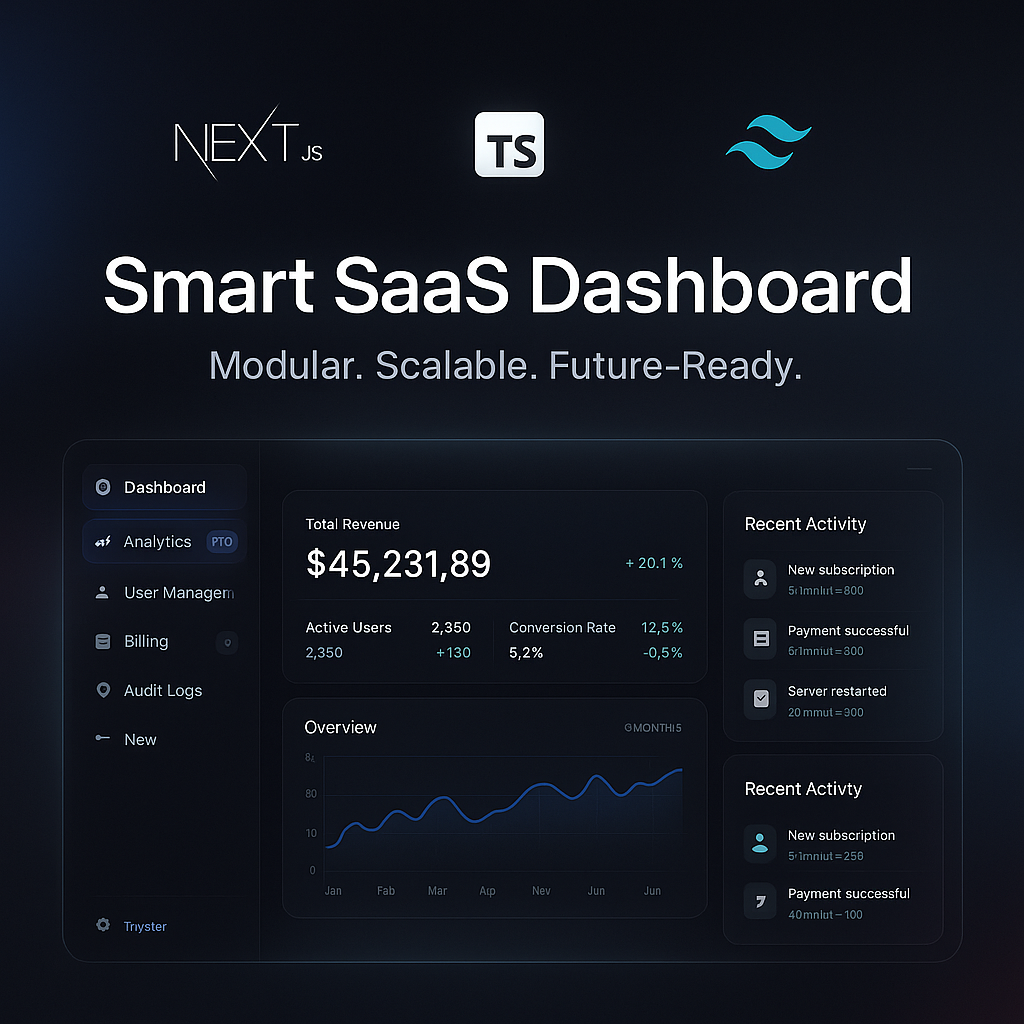 NEXT.JS
TS
Smart SaaS Dashboard
Modular. Scalable. Future-Ready.
Dashboard
Analytics PTO
User Managem
Billing
Audit Logs
New
Tryster
Total Revenue
$45,231,89
+ 20.1 %
Active Users 2,350
2,350 +130
Conversion Rate 12,5%
5,2% -0,5%
Overview
80
10
0
Jan Fab Mar Apr Nev Jun Jun
Recent Activity
New subscription
Payment successful
Server restarted
Recent Activty
New subscription
Payment successful